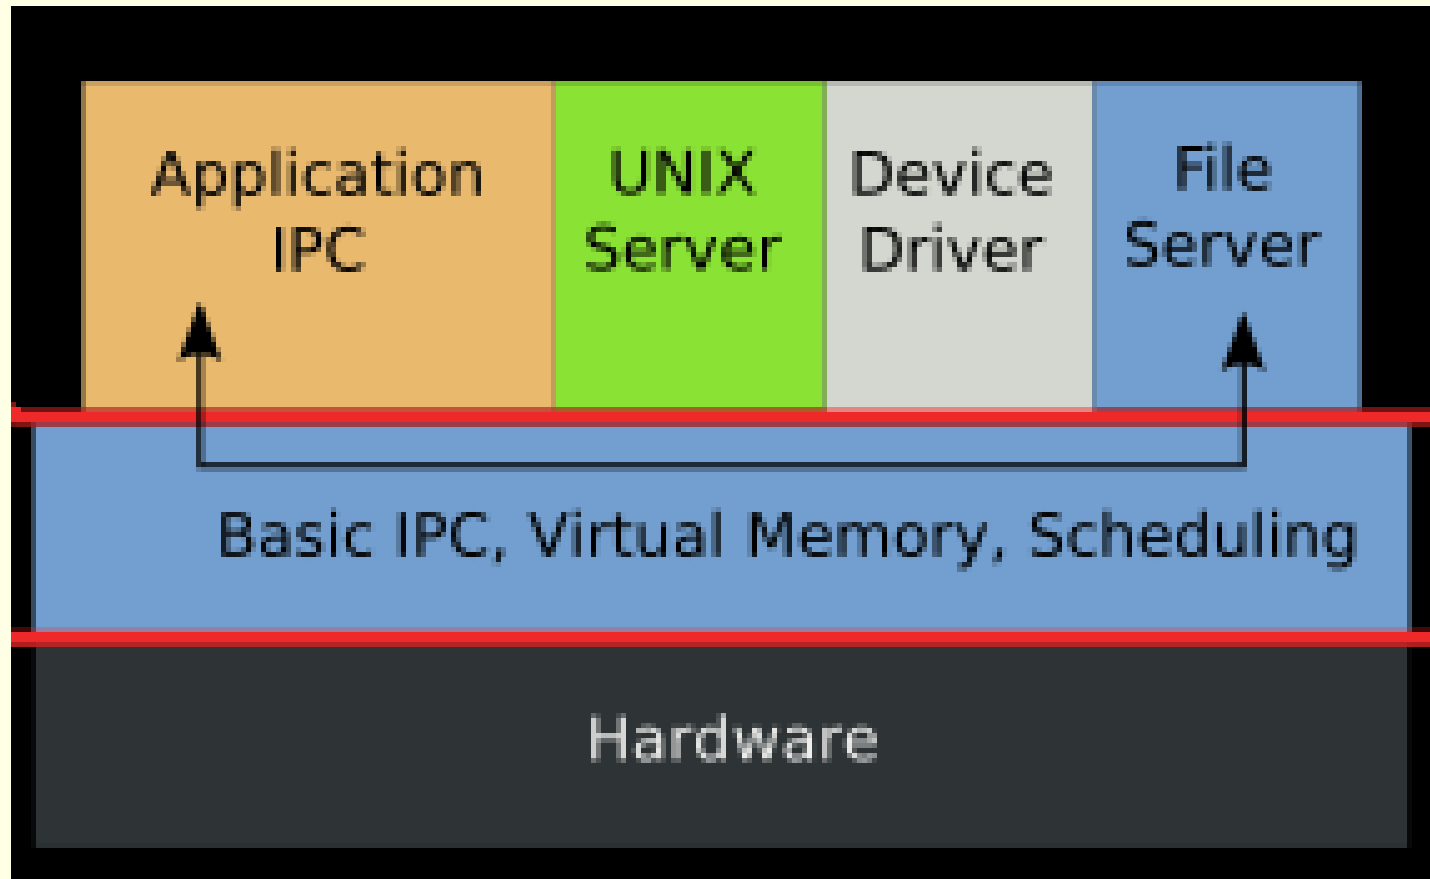 Application
IPC
UNIX
Server
Device
Driver
File
Server
Basic IPC, Virtual Memory, Scheduling
Hardware